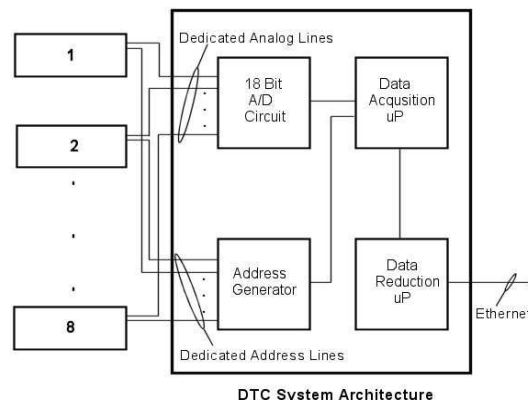 Dedicated Analog Lines
1
2
8
18 Bit
A/D
Circuit
Data
Acqusition
uP
Address
Generator
Data
Reduction
uP
Ethernet
Dedicated Address Lines
DTC System Architecture